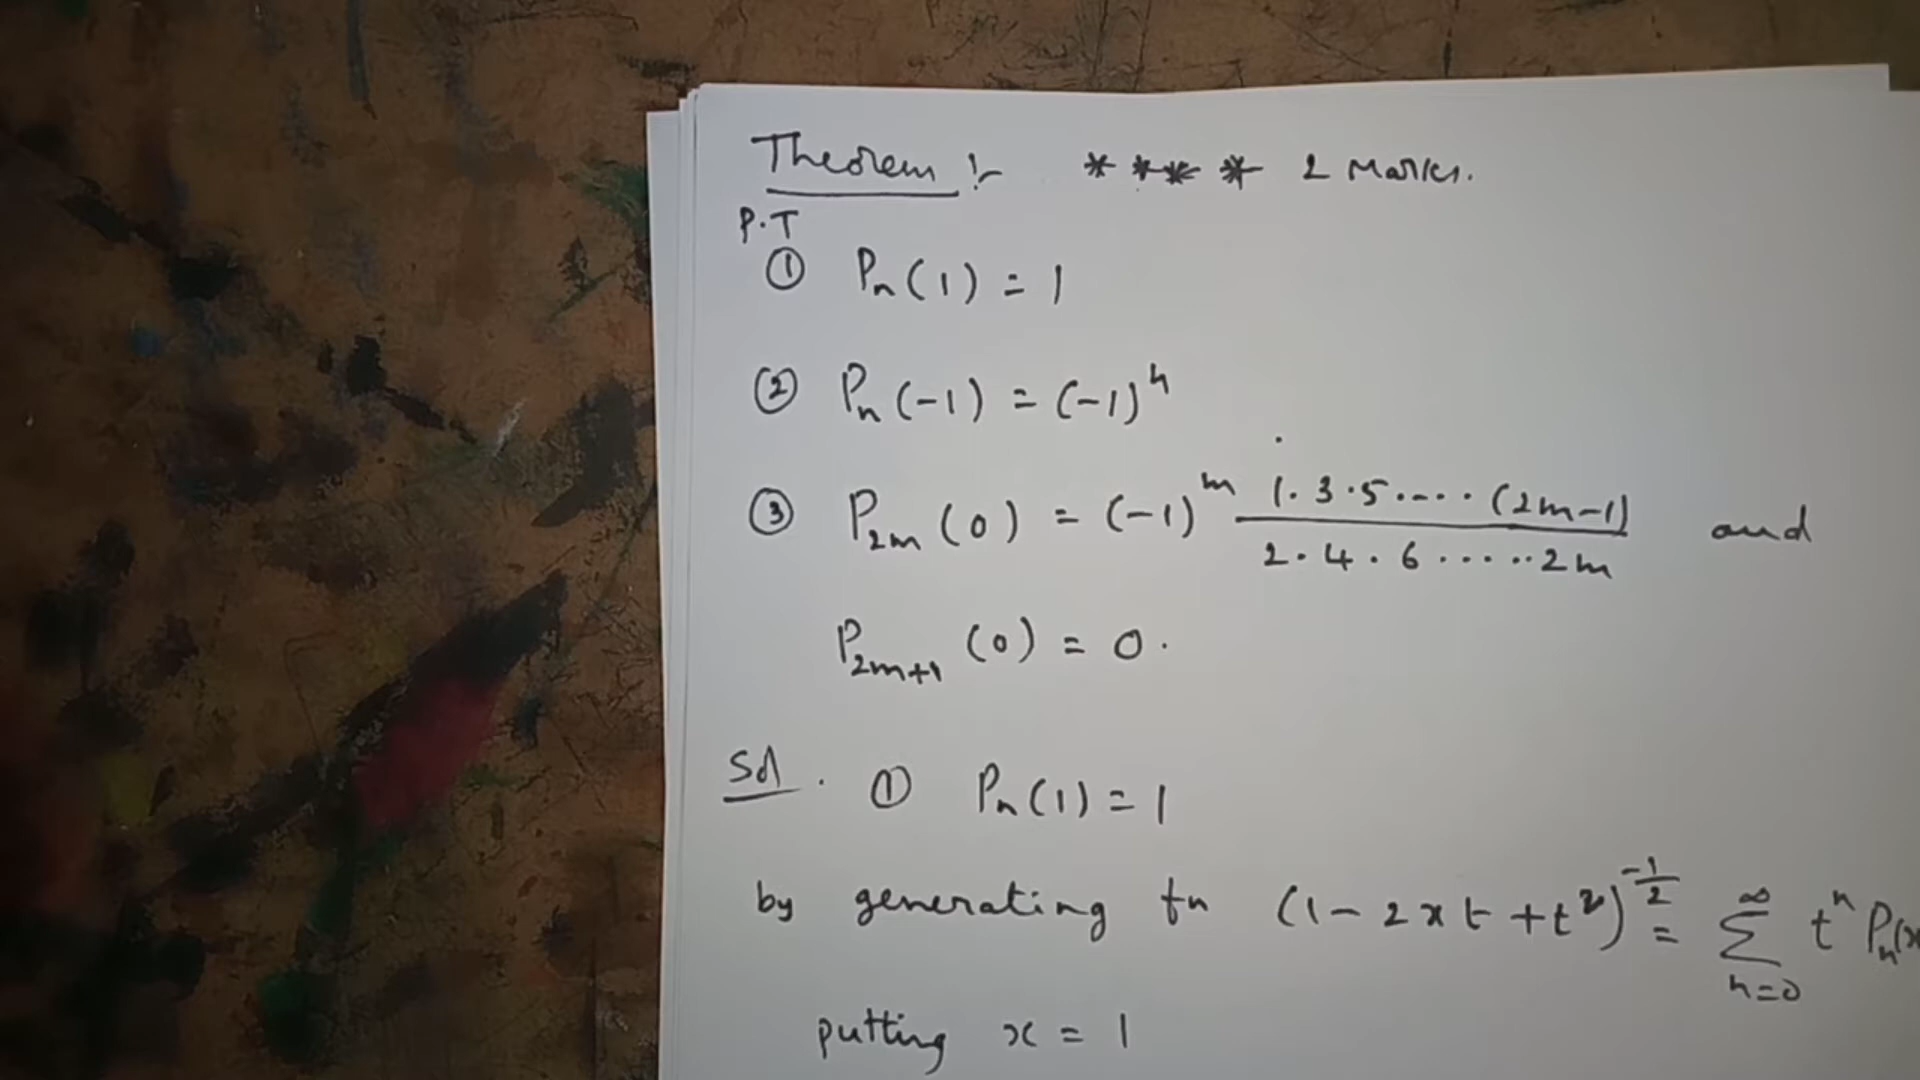 Theorem :- **** 2 Marks.
P.T
① Pn(1) = 1
② Pn(-1) = (-1)^n
③ P2m(0) = (-1)^m 1.3.5.... (2m-1) / 2.4.6.....2m and
P2m+1 (0) = 0.
Sol. ① Pn(1) = 1
by generating fn (1 - 2xt + t²)^-1/2 = ∑ n=0 ∞ t^n Pn(x
putting x = 1